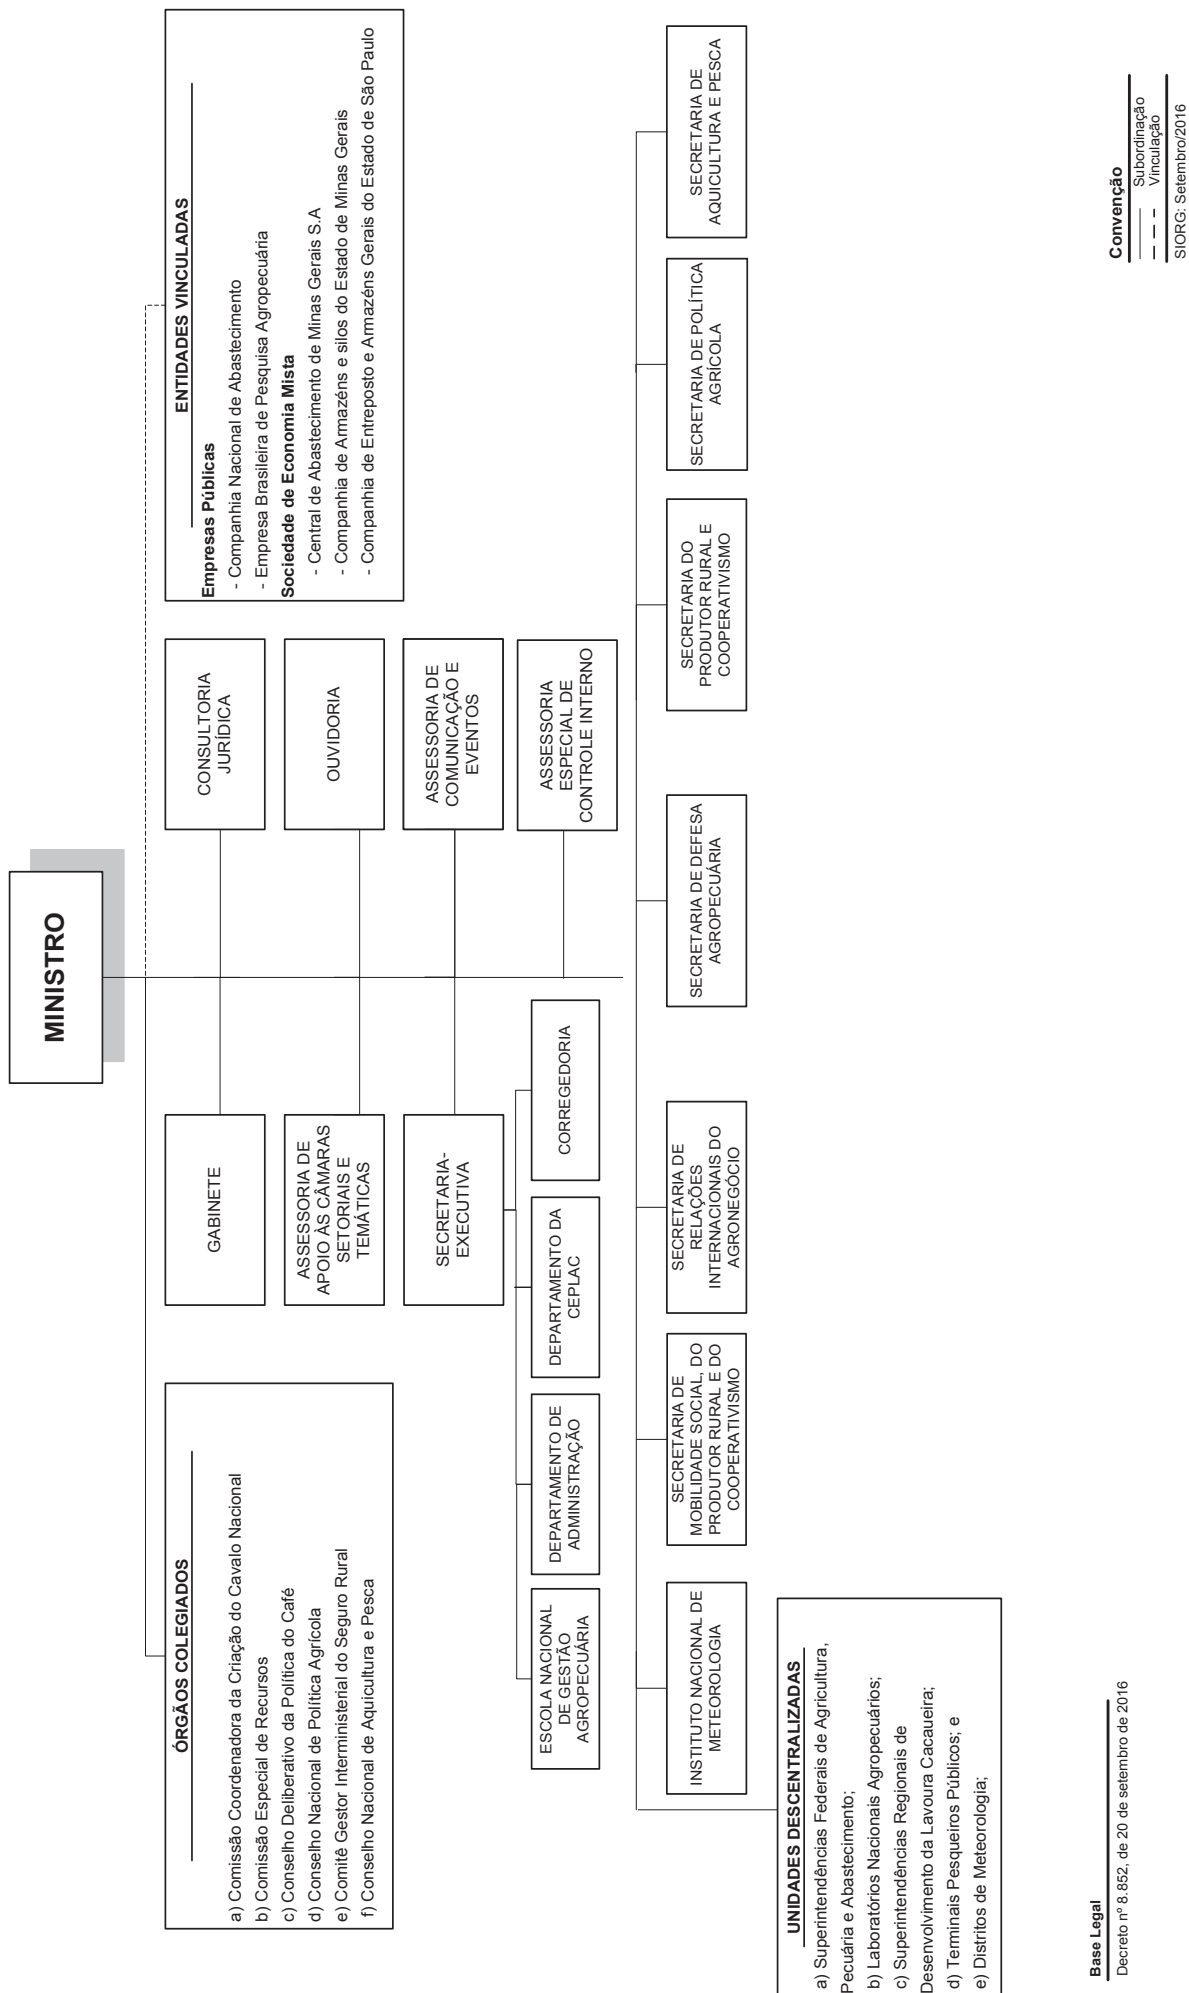 MINISTRO
ÓRGÃOS COLEGIADOS
a) Comissão Coordenadora da Criação do Cavalo Nacional
b) Comissão Especial de Recursos
c) Conselho Deliberativo da Política do Café
d) Conselho Nacional de Política Agrícola
e) Comitê Gestor Interministerial do Seguro Rural
f) Conselho Nacional de Aquicultura e Pesca
GABINETE
CONSULTORIA
JURÍDICA
ENTIDADES VINCULADAS
Empresas Públicas
- Companhia Nacional de Abastecimento
- Empresa Brasileira de Pesquisa Agropecuária
Sociedade de Economia Mista
- Central de Abastecimento de Minas Gerais S.A
- Companhia de Armazéns e silos do Estado de Minas Gerais
- Companhia de Entreposto e Armazéns Gerais do Estado de São Paulo
ASSESSORIA DE
APOIO ÀS CÂMARAS
SETORIAIS E
TEMÁTICAS
OUVIDORIA
SECRETARIA-
EXECUTIVA
ASSESSORIA DE
COMUNICAÇÃO E
EVENTOS
ASSESSORIA
ESPECIAL DE
CONTROLE INTERNO
ESCOLA NACIONAL
DE GESTÃO
AGROPECUÁRIA
DEPARTAMENTO DE
ADMINISTRAÇÃO
DEPARTAMENTO DA
CEPLAC
CORREGEDORIA
INSTITUTO NACIONAL DE
METEOROLOGIA
SECRETARIA DE
MOBILIDADE SOCIAL, DO
PRODUTOR RURAL E DO
COOPERATIVISMO
SECRETARIA DE
RELAÇÕES
INTERNACIONAIS DO
AGRONEGÓCIO
SECRETARIA DE DEFESA
AGROPECUÁRIA
SECRETARIA DO
PRODUTOR RURAL E
COOPERATIVISMO
SECRETARIA DE POLÍTICA
AGRÍCOLA
SECRETARIA DE
AQUICULTURA E PESCA
UNIDADES DESCENTRALIZADAS
a) Superintendências Federais de Agricultura,
Pecuária e Abastecimento;
b) Laboratórios Nacionais Agropecuários;
c) Superintendências Regionais de
Desenvolvimento da Lavoura Cacaueira;
d) Terminais Pesqueiros Públicos; e
e) Distritos de Meteorologia;
Base Legal
Decreto nº 8.852, de 20 de setembro de 2016
Convenção
Subordinação
Vinculação
SIORG: Setembro/2016